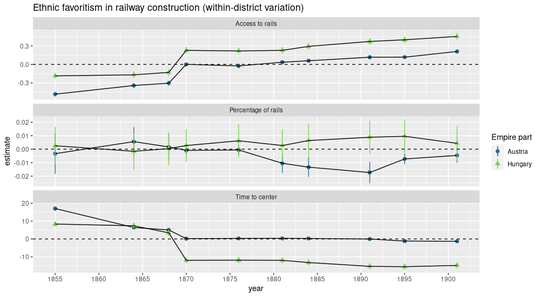 Ethnic favoritism in railway construction (within-district variation)
Access to rails
0.3
0.0
-0.3
Percentage of rails
0.02
0.01
0.00
-0.01
-0.02
Time to center
20
10
0
-10
estimate
1855 1860 1865 1870 1875 1880 1885 1890 1895 1900
year
Empire part
Austria
Hungary